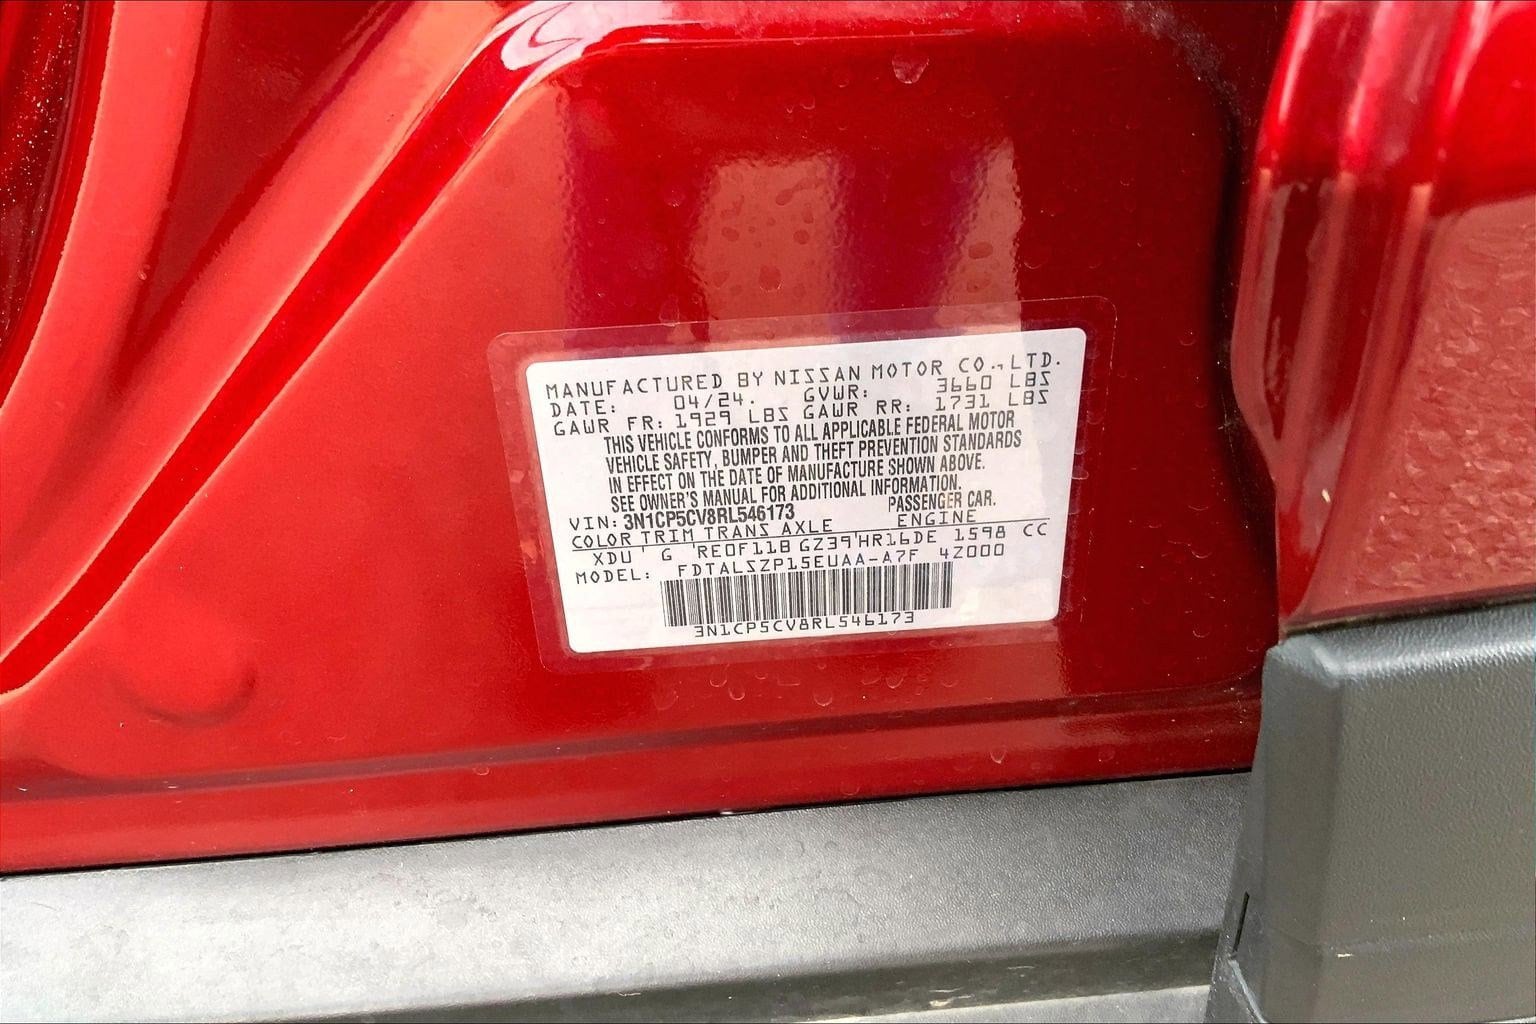 MANUFACTURED BY NISSAN MOTOR CO., LTD.
DATE: 04/24. GVWR: 3660 LBS
GAWR FR: 1929 LBS GAWR RR: 1731 LBS
THIS VEHICLE CONFORMS TO ALL APPLICABLE FEDERAL MOTOR
VEHICLE SAFETY, BUMPER AND THEFT PREVENTION STANDARDS
IN EFFECT ON THE DATE OF MANUFACTURE SHOWN ABOVE.
SEE OWNER'S MANUAL FOR ADDITIONAL INFORMATION.
VIN: 3N1CP5CV8RL546173 PASSENGER CAR.
COLOR TRIM TRANS AXLE ENGINE
XDU' G 'RE0F11B GZ39'HR16DE 1598 CC
MODEL: FDTALSZP15EUAA-A7F 4Z000
3N1CP5CV8RL546173